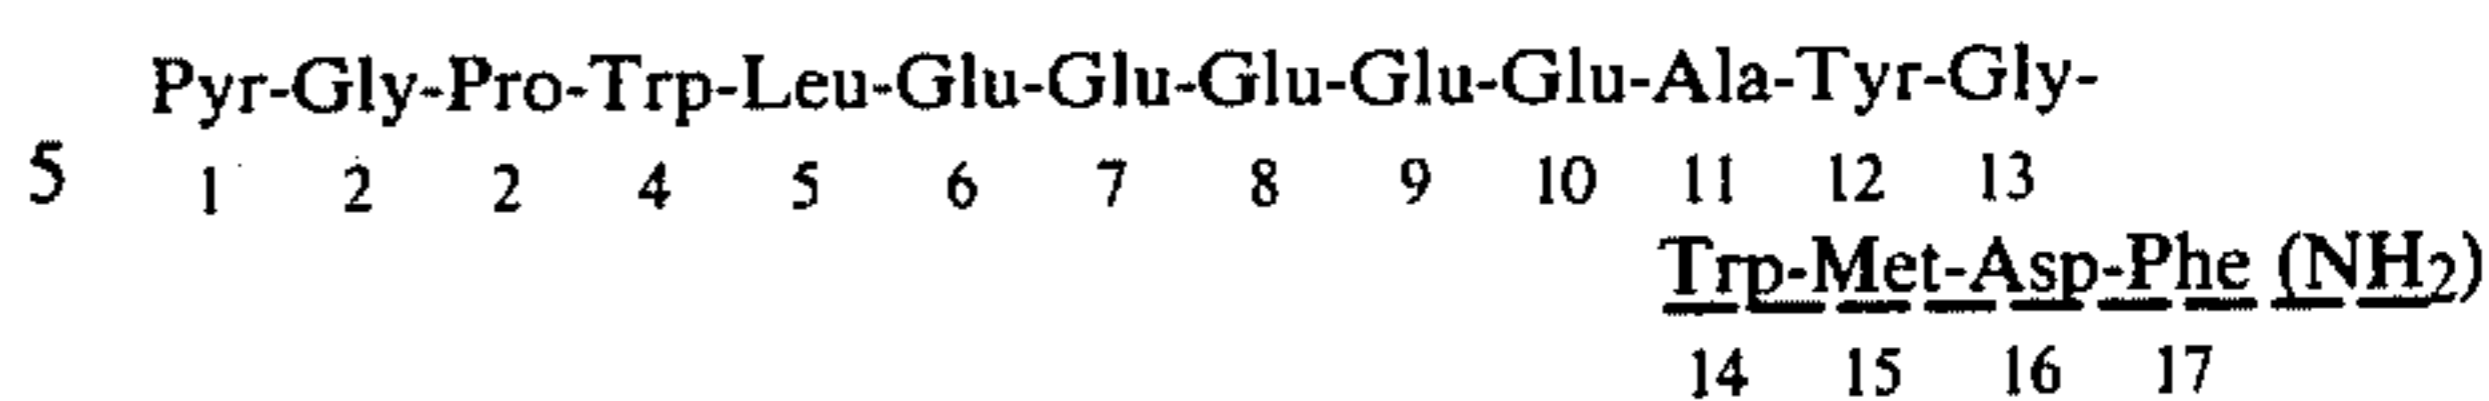 Pyr-Gly-Pro-Trp-Leu-Glu-Glu-Glu-Glu-Glu-Ala-Tyr-Gly-
5 1 2 2 4 5 6 7 8 9 10 11 12 13
Trp-Met-Asp-Phe (NH2)
14 15 16 17